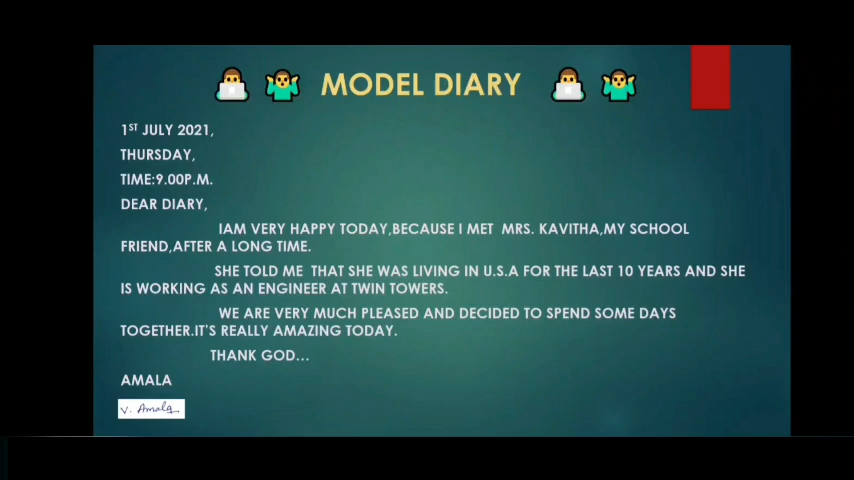 MODEL DIARY
1ST JULY 2021,
THURSDAY,
TIME:9.00P.M.
DEAR DIARY,
IAM VERY HAPPY TODAY,BECAUSE I MET MRS. KAVITHA,MY SCHOOL
FRIEND,AFTER A LONG TIME.
SHE TOLD ME THAT SHE WAS LIVING IN U.S.A FOR THE LAST 10 YEARS AND SHE
IS WORKING AS AN ENGINEER AT TWIN TOWERS.
WE ARE VERY MUCH PLEASED AND DECIDED TO SPEND SOME DAYS
TOGETHER.IT'S REALLY AMAZING TODAY.
THANK GOD...
AMALA
V. Amala